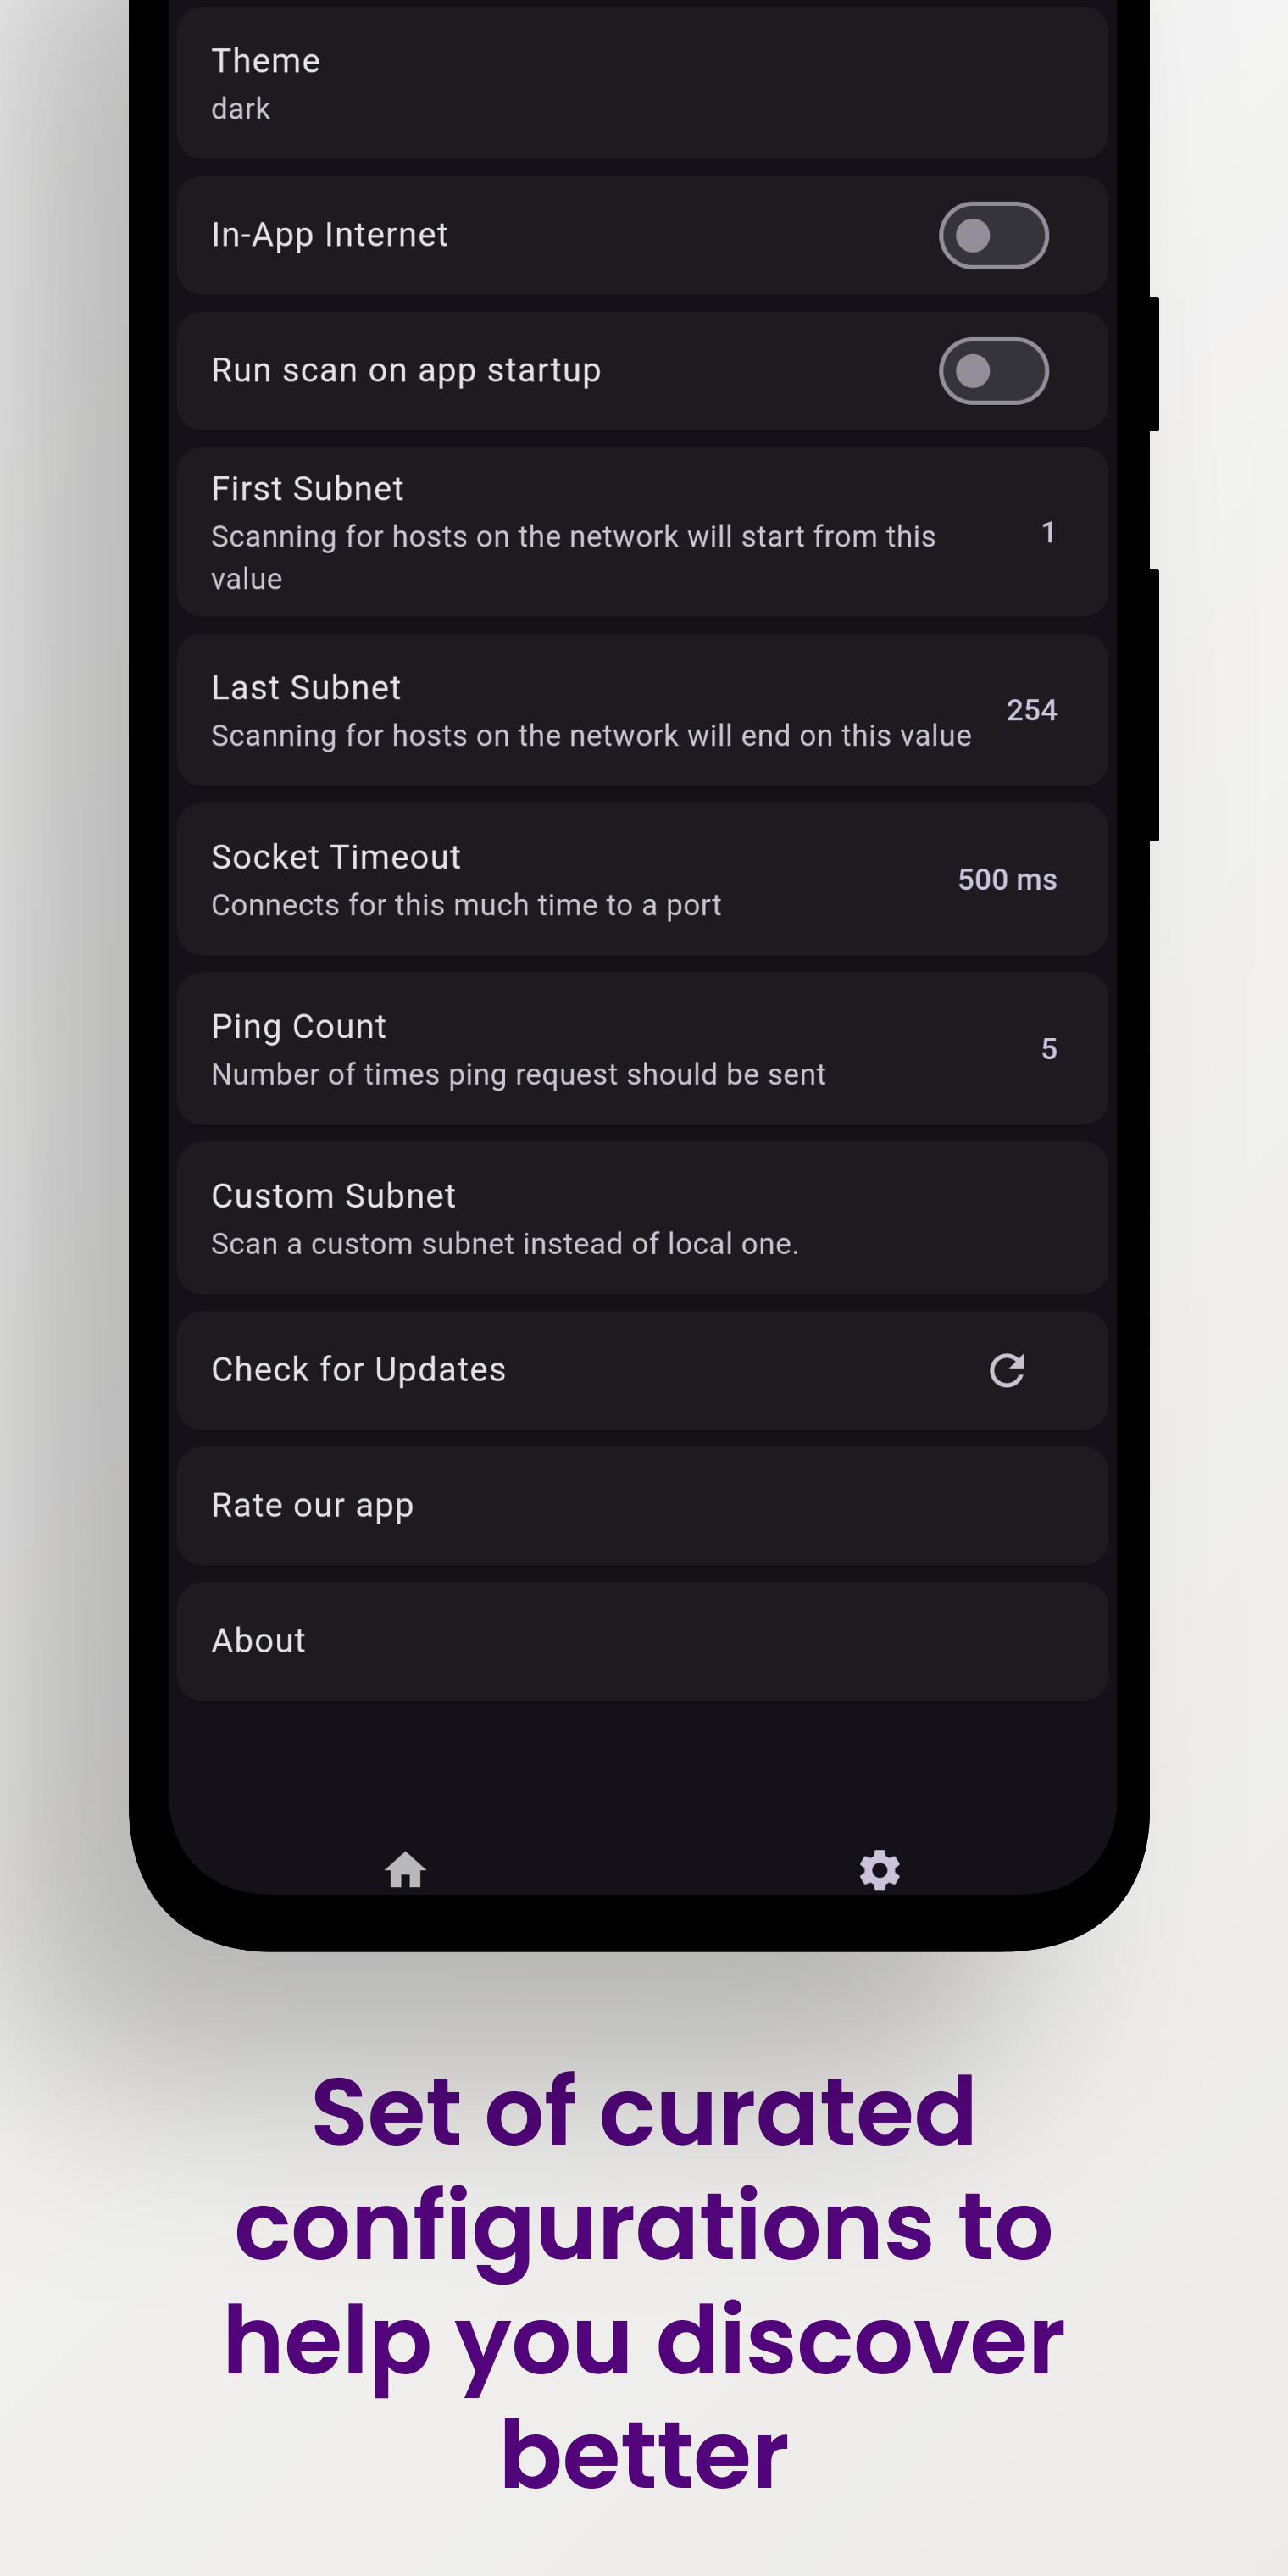 Theme
dark
In-App Internet
Run scan on app startup
First Subnet
Scanning for hosts on the network will start from this
value
1
Last Subnet
Scanning for hosts on the network will end on this value
254
Socket Timeout
Connects for this much time to a port
500 ms
Ping Count
Number of times ping request should be sent
5
Custom Subnet
Scan a custom subnet instead of local one.
Check for Updates
Rate our app
About
Set of curated
configurations to
help you discover
better